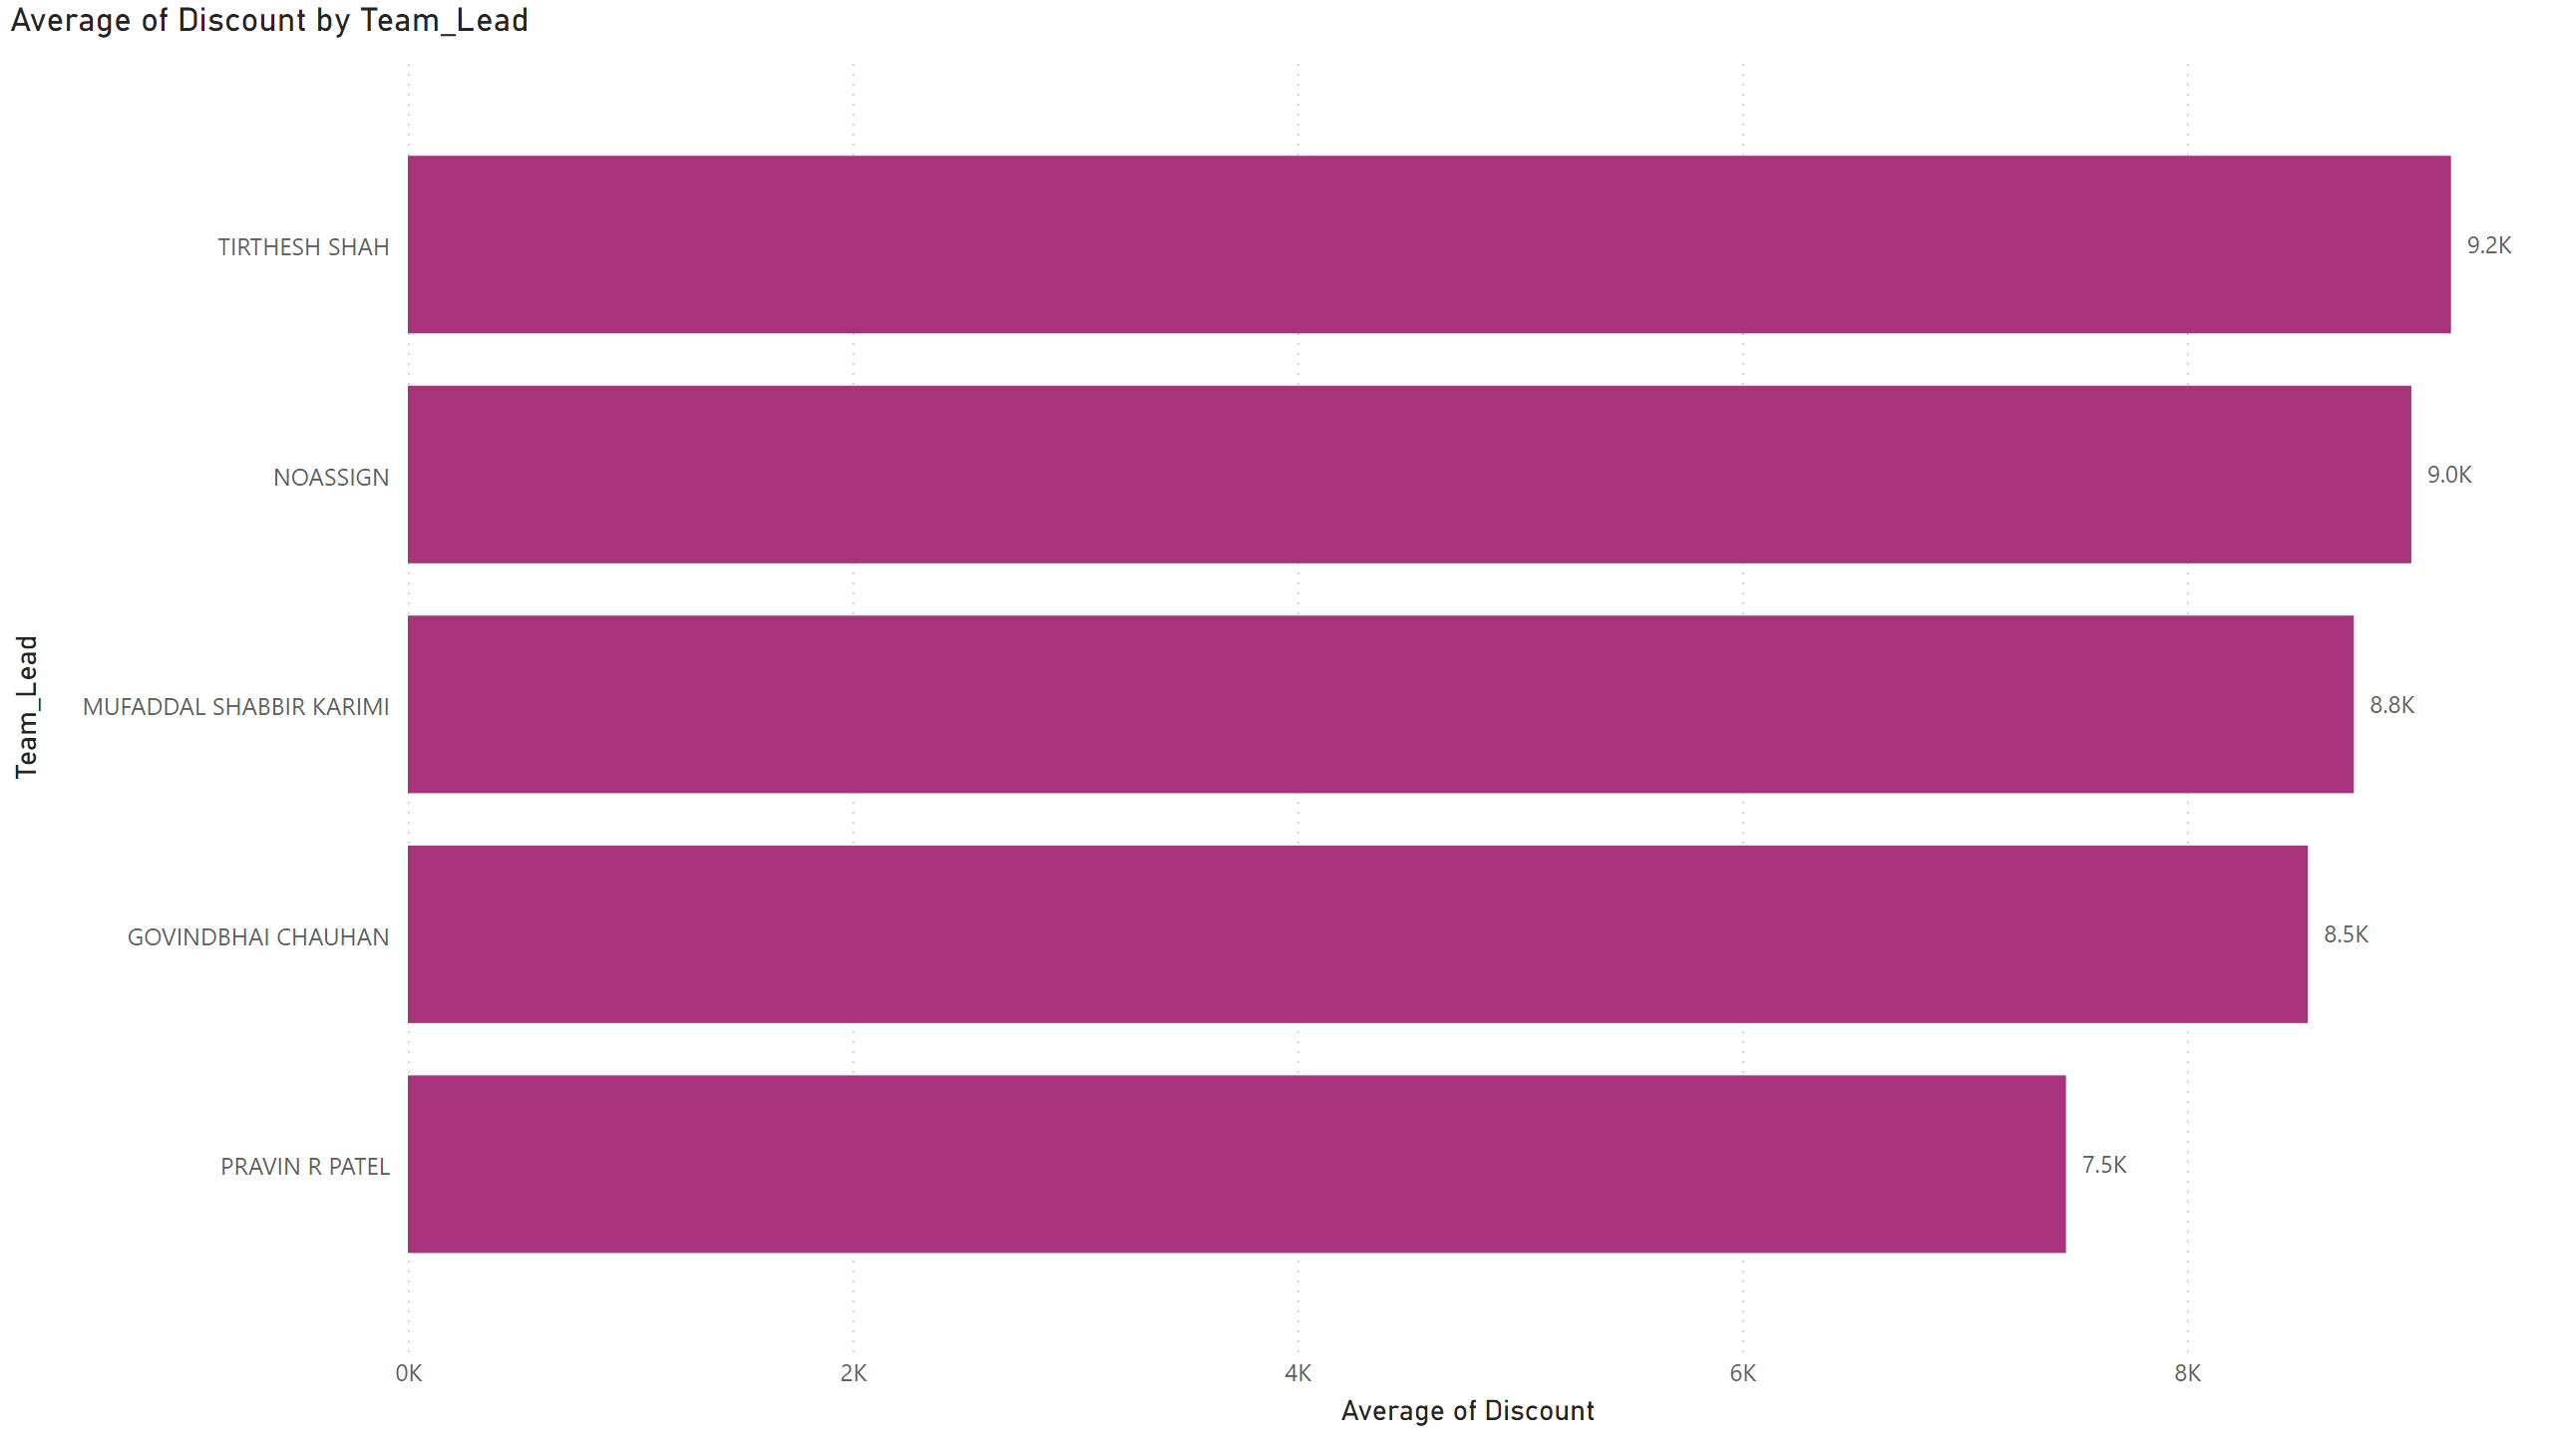 Average of Discount by Team_Lead
Team_Lead
TIRTHESH SHAH
9.2K
NOASSIGN
9.0K
MUFADDAL SHABBIR KARIMI
8.8K
GOVINDBHAI CHAUHAN
8.5K
PRAVIN R PATEL
7.5K
0K 2K 4K 6K 8K
Average of Discount